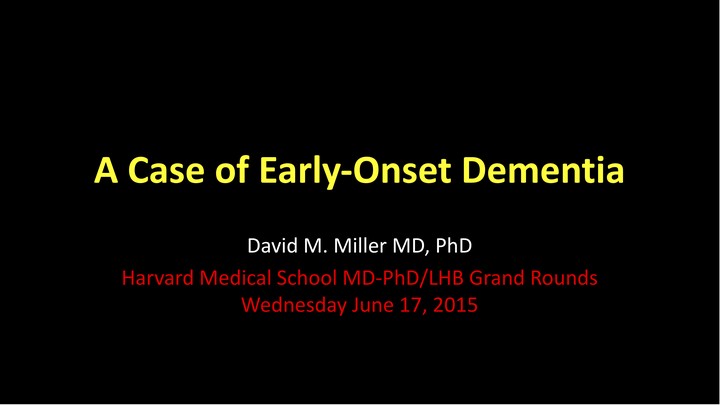 A Case of Early-Onset Dementia
David M. Miller MD, PhD
Harvard Medical School MD-PhD/LHB Grand Rounds
Wednesday June 17, 2015